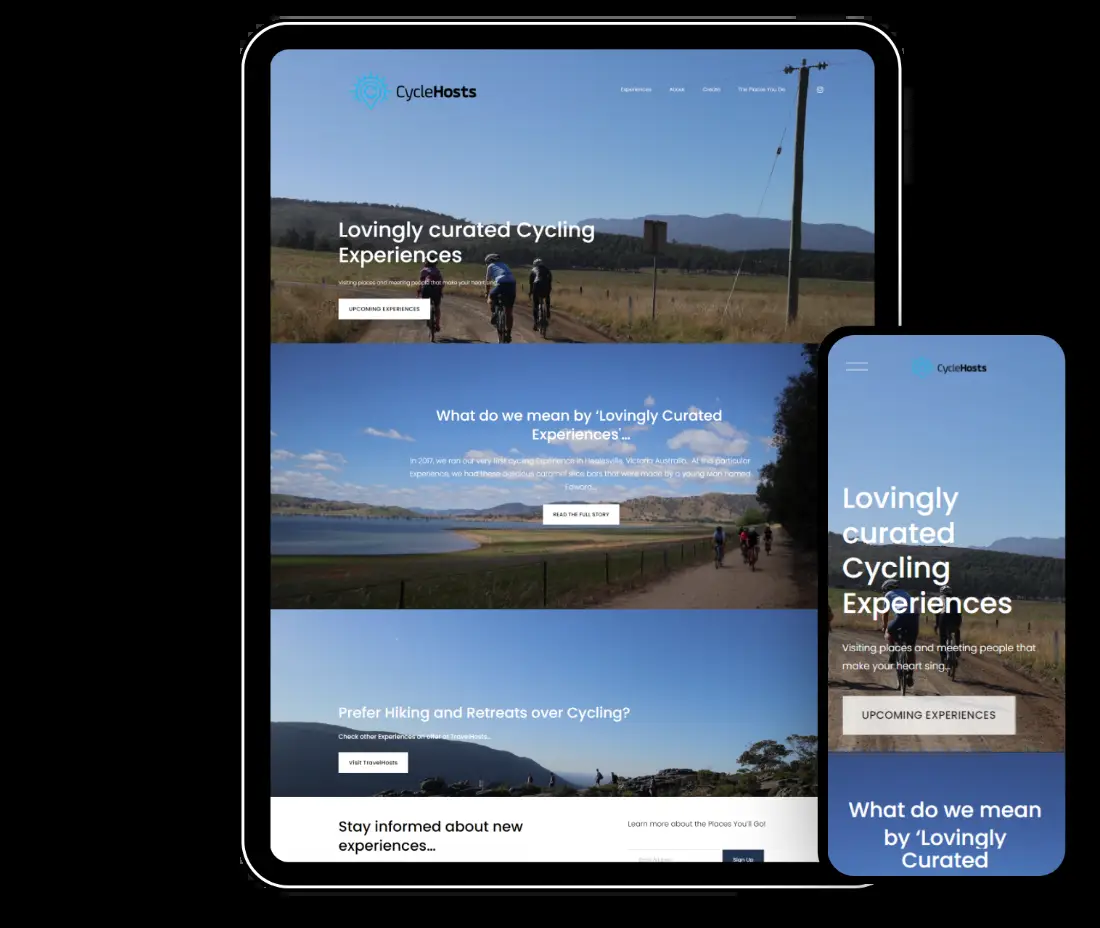 CycleHosts
Experiences About Create The Places You Go
Lovingly curated Cycling
Experiences
Visiting places and meeting people that make your heart sing...
UPCOMING EXPERIENCES
What do we mean by ‘Lovingly Curated
Experiences'...
In 2017, we ran our very first cycling Experience in Healesville, Victoria Australia. At this particular
Experience, we had these delicious caramel slice bars that were made by a young man named
Edward...
READ THE FULL STORY
Prefer Hiking and Retreats over Cycling?
Check other Experiences on offer at TravelHosts...
Visit TravelHosts
Stay informed about new
experiences...
Learn more about the Places You'll Go!
Sign Up
CycleHosts
Lovingly
curated
Cycling
Experiences
Visiting places and meeting people that
make your heart sing...
UPCOMING EXPERIENCES
What do we mean
by ‘Lovingly
Curated